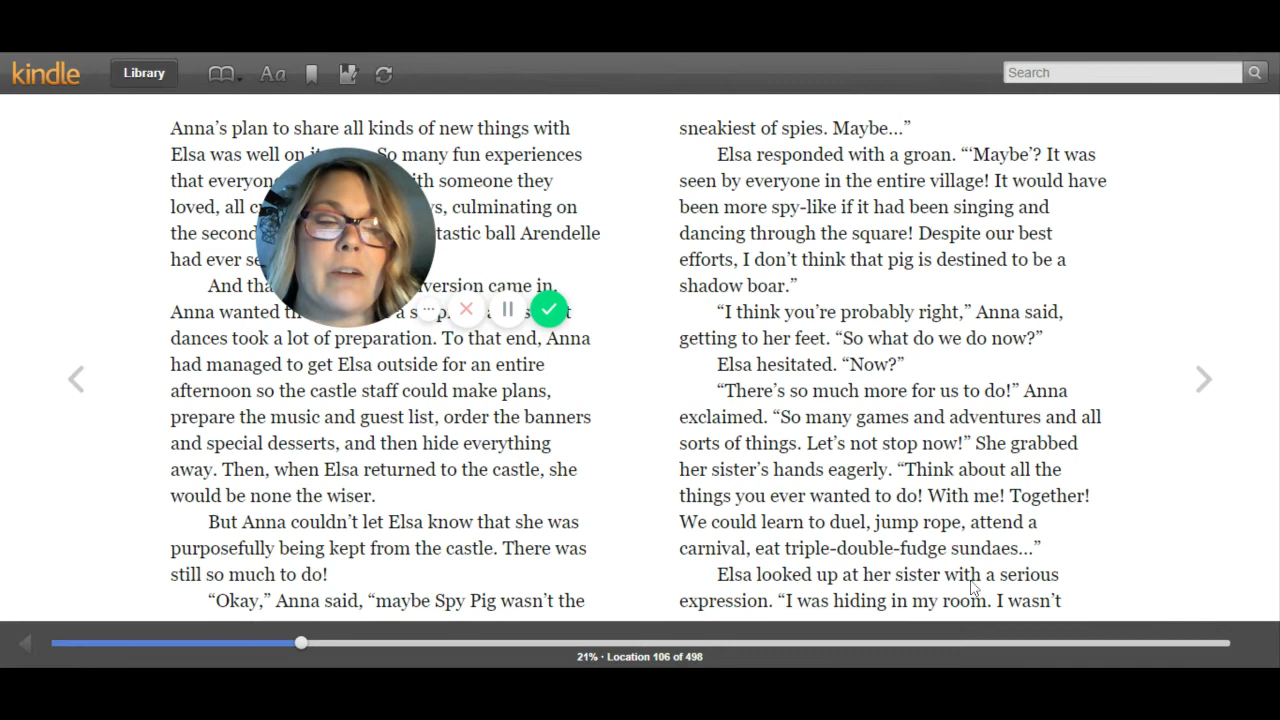 kindle
Library
Aa
Search
Anna’s plan to share all kinds of new things with
Elsa was well on So many fun experiences
that someone they
loved, all culminating on
the second ball Arendelle
had ever
And came in.
Anna wanted a
dances took a lot of preparation. To that end, Anna
had managed to get Elsa outside for an entire
afternoon so the castle staff could make plans,
prepare the music and guest list, order the banners
and special desserts, and then hide everything
away. Then, when Elsa returned to the castle, she
would be none the wiser.
But Anna couldn’t let Elsa know that she was
purposefully being kept from the castle. There was
still so much to do!
“Okay,” Anna said, “maybe Spy Pig wasn’t the
sneakiest of spies. Maybe...”
Elsa responded with a groan. “‘Maybe’? It was
seen by everyone in the entire village! It would have
been more spy-like if it had been singing and
dancing through the square! Despite our best
efforts, I don’t think that pig is destined to be a
shadow boar.”
“I think you’re probably right,” Anna said,
getting to her feet. “So what do we do now?”
Elsa hesitated. “Now?”
“There’s so much more for us to do!” Anna
exclaimed. “So many games and adventures and all
sorts of things. Let’s not stop now!” She grabbed
her sister’s hands eagerly. “Think about all the
things you ever wanted to do! With me! Together!
We could learn to duel, jump rope, attend a
carnival, eat triple-double-fudge sundaes...”
Elsa looked up at her sister with a serious
expression. “I was hiding in my room. I wasn’t
21% · Location 106 of 498